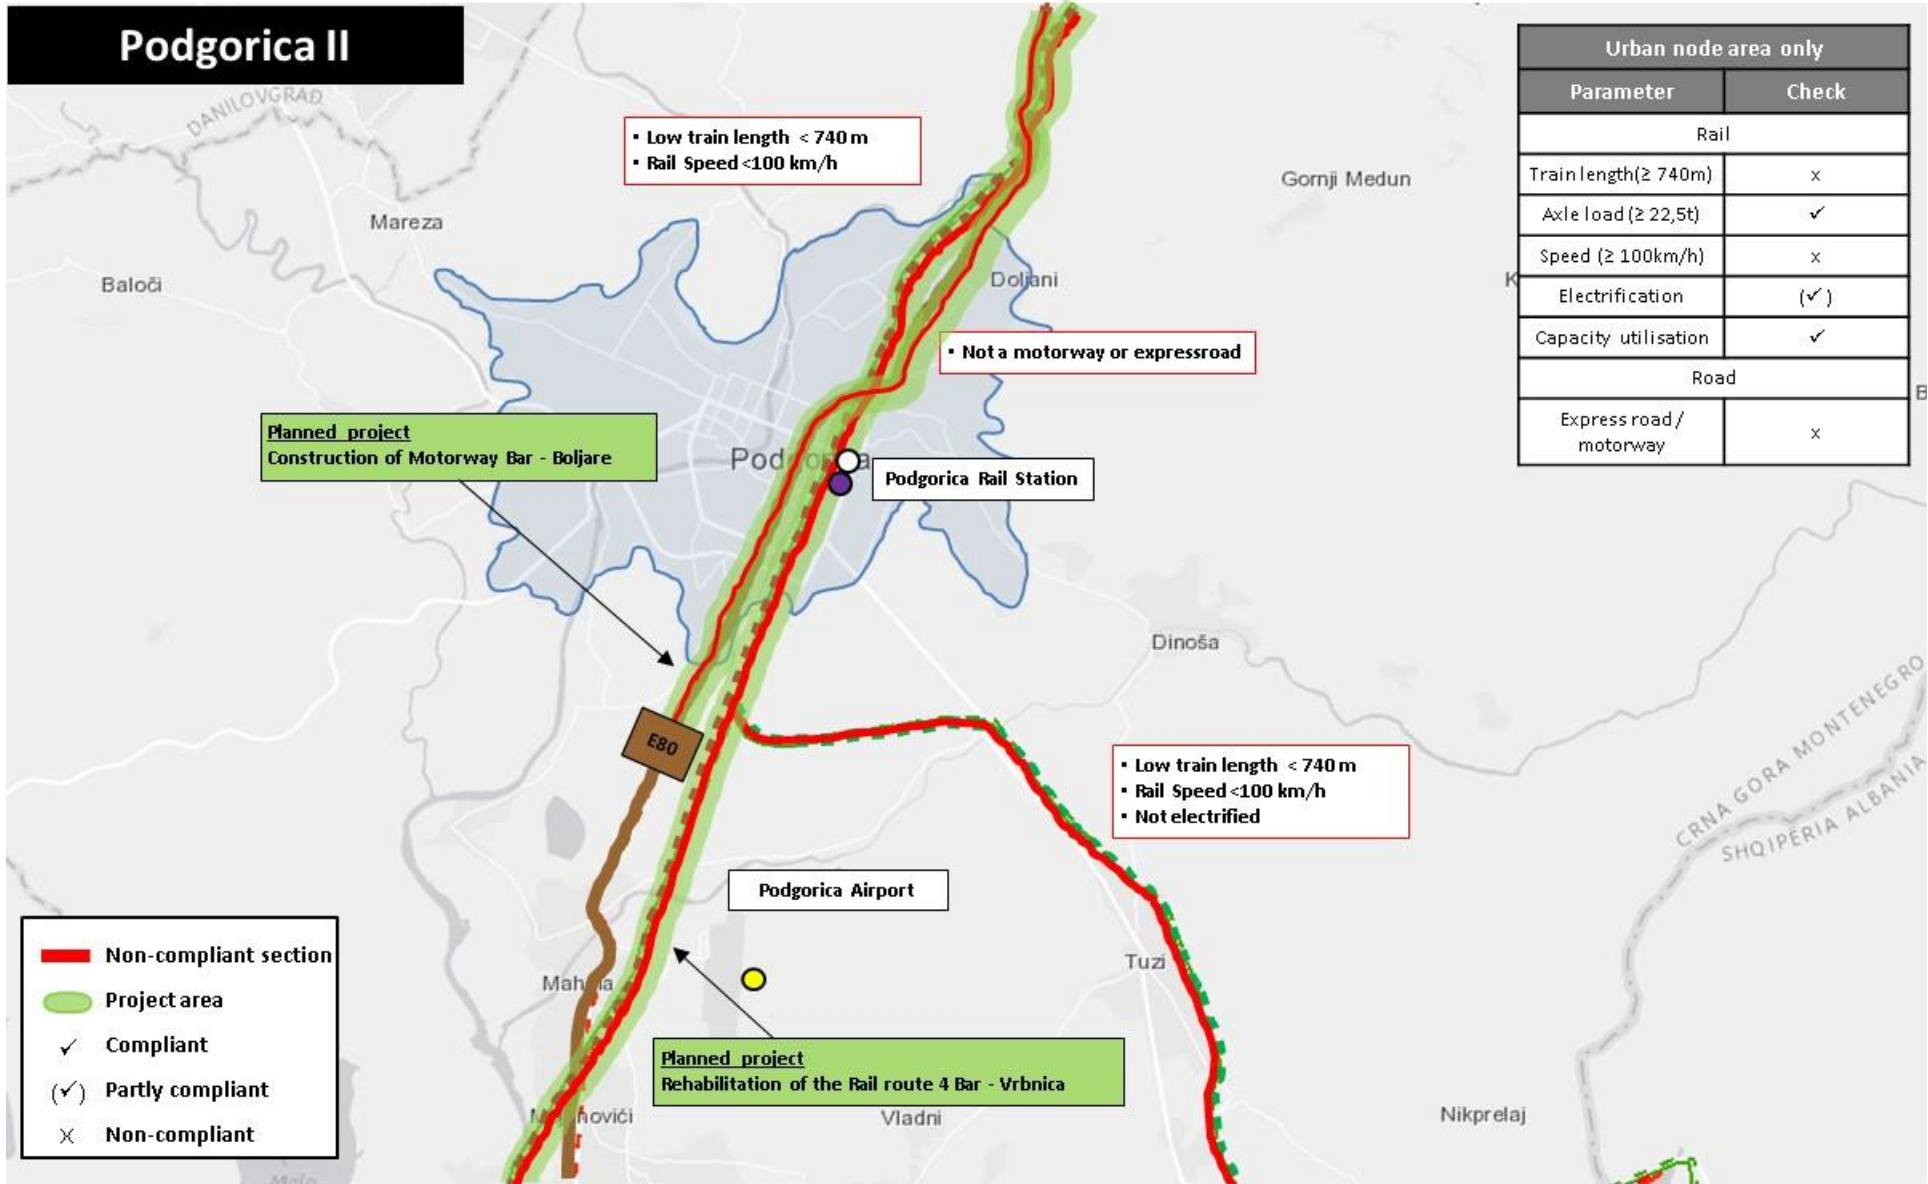 Podgorica II
DANILOVGRAD
▪ Low train length < 740 m
▪ Rail Speed <100 km/h
Mareza
Baloči
Gornji Medun
Doljani
K
B
Urban node area only
Parameter Check
Rail
Train length(≥ 740m) x
Axle load (≥ 22,5t) ✓
Speed (≥ 100km/h) x
Electrification (✓)
Capacity utilisation ✓
Road
Express road / motorway x
▪ Not a motorway or expressroad
Planned project
Construction of Motorway Bar - Boljare
Podgorica
Podgorica Rail Station
Dinoša
E80
▪ Low train length < 740 m
▪ Rail Speed <100 km/h
▪ Not electrified
CRNA GORA MONTENEGRO
SHQIPËRIA ALBANIA
Podgorica Airport
Tuzi
Planned project
Rehabilitation of the Rail route 4 Bar - Vrbnica
Vladni
Nikprelaj
Non-compliant section
Project area
✓ Compliant
(✓) Partly compliant
x Non-compliant